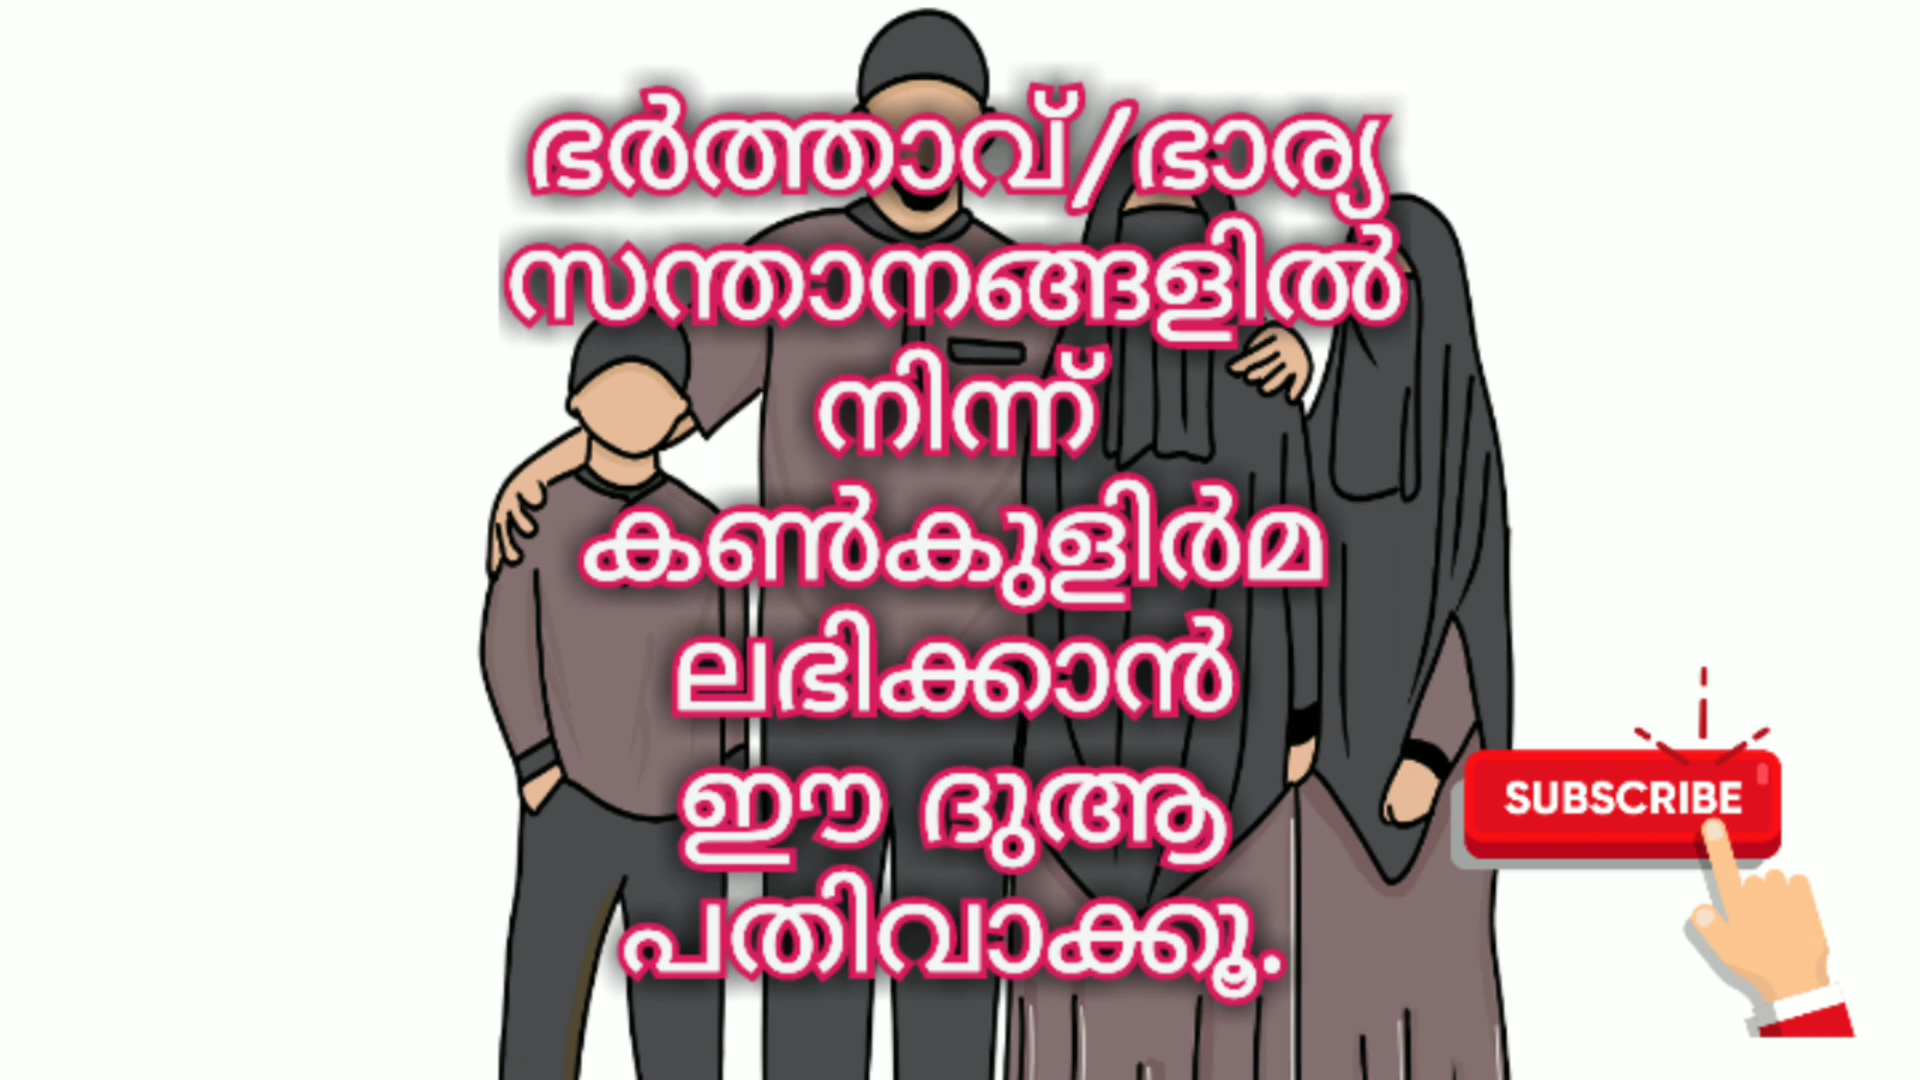 ഭർത്താവ്/ഭാര്യ
സന്താനങ്ങളിൽ
നിന്ന്
കൺകുളിർമ
ലഭിക്കാൻ
ഈ ദുആ
പതിവാക്കൂ.
SUBSCRIBE